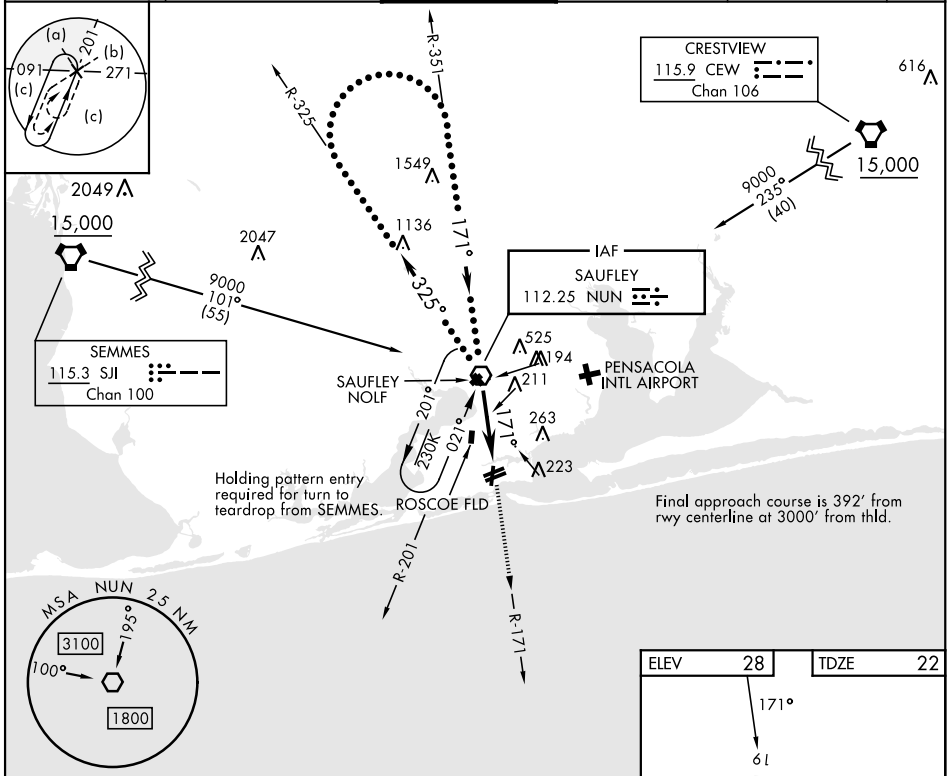 (a)
201
(b)
091
271
(c)
(c)
R-325
R-351
CRESTVIEW
115.9 CEW
Chan 106
616
15,000
9000
235°
(40)
1549
1136
171°
325°
2049
15,000
2047
9000
101°
(55)
IAF
SAUFLEY
112.25 NUN
SEMMES
115.3 SJI
Chan 100
525
194
211
263
223
PENSACOLA
INTL AIRPORT
SAUFLEY
NOLF
201°
230K
021°
171°
Holding pattern entry
required for turn to
teardrop from SEMMES.
ROSCOE FLD
Final approach course is 392' from
rwy centerline at 3000' from thld.
R-201
R-171
MSA NUN 25 NM
3100
195°
100°
1800
ELEV 28
TDZE 22
171°
6L